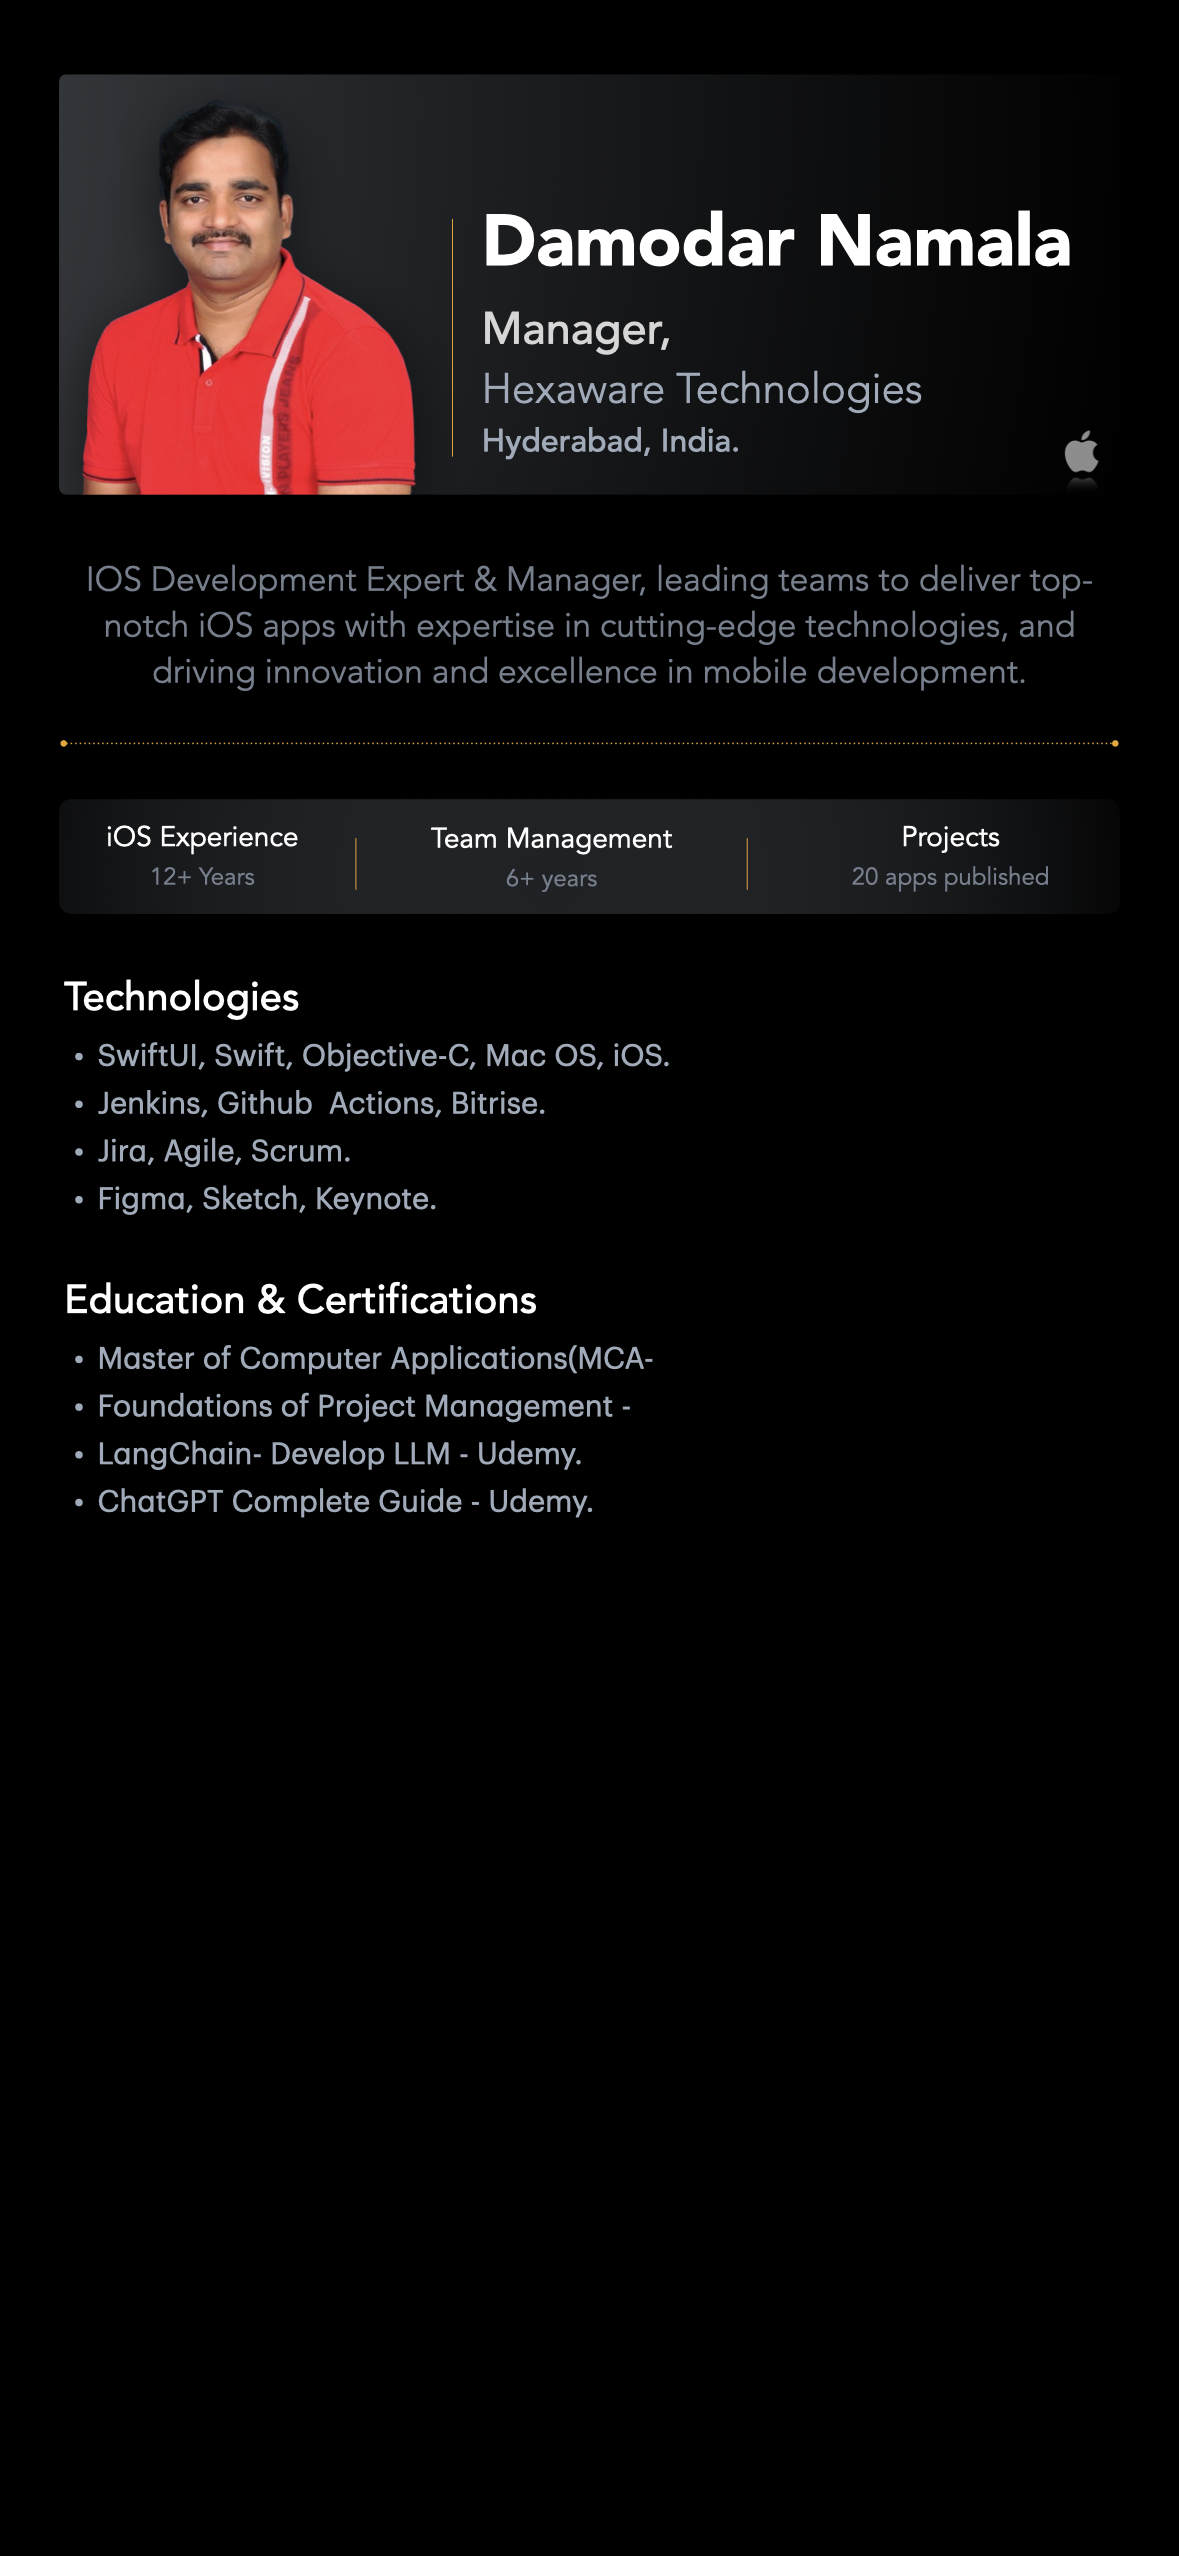 Damodar Namala
Manager,
Hexaware Technologies
Hyderabad, India.
VISION
N PLAYERS JEANS
IOS Development Expert & Manager, leading teams to deliver top-
notch iOS apps with expertise in cutting-edge technologies, and
driving innovation and excellence in mobile development.
iOS Experience
12+ Years
Team Management
6+ years
Projects
20 apps published
Technologies
• SwiftUI, Swift, Objective-C, Mac OS, iOS.
• Jenkins, Github  Actions, Bitrise.
• Jira, Agile, Scrum.
• Figma, Sketch, Keynote.
Education & Certifications
• Master of Computer Applications(MCA-
• Foundations of Project Management -
• LangChain- Develop LLM - Udemy.
• ChatGPT Complete Guide - Udemy.